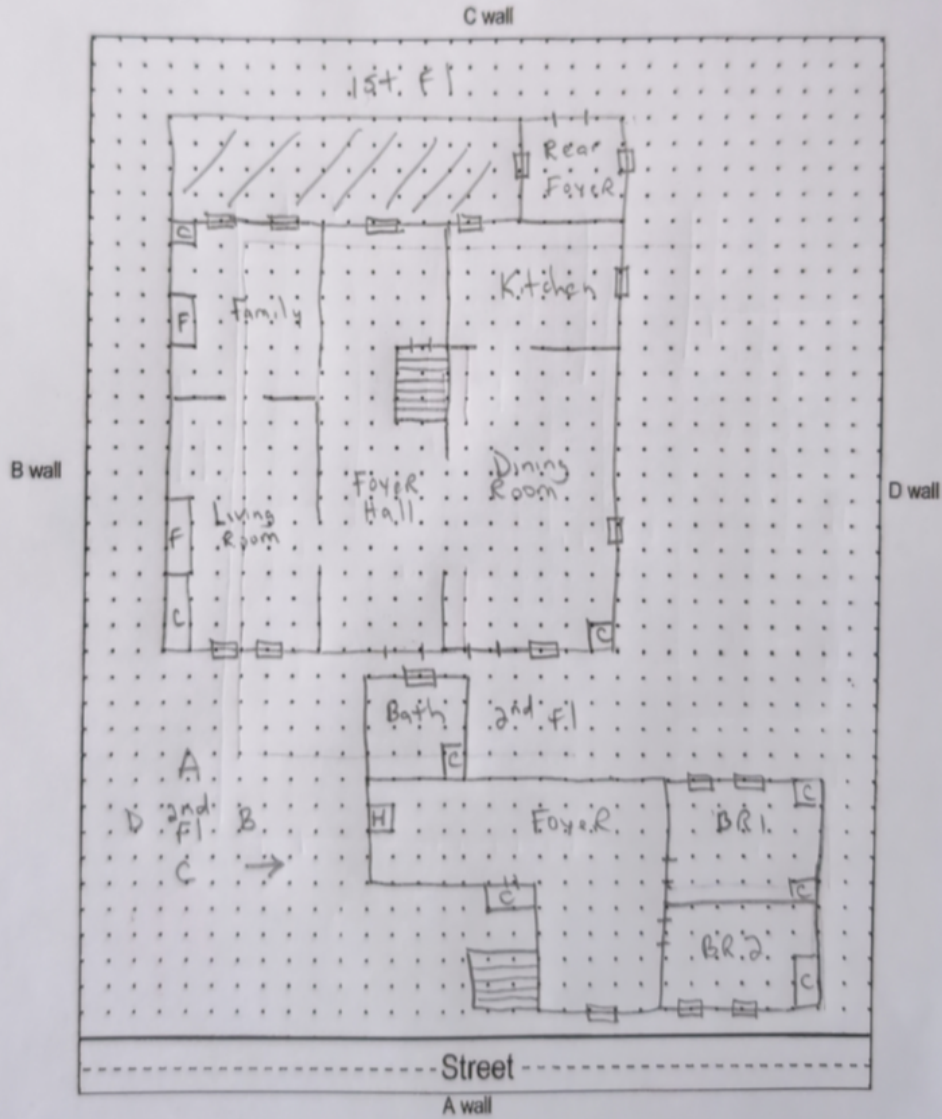 C wall
1st Fl
Rear
Foyer
C
Family
F
Kitchen
B wall
Foyer
Hall
Dining
Room
D wall
F
Living
Room
C
C
Bath
2nd Fl
C
A
D 2nd Fl B
C →
H
Foyer
BR1
C
C
C
BR.2
C
Street
A wall